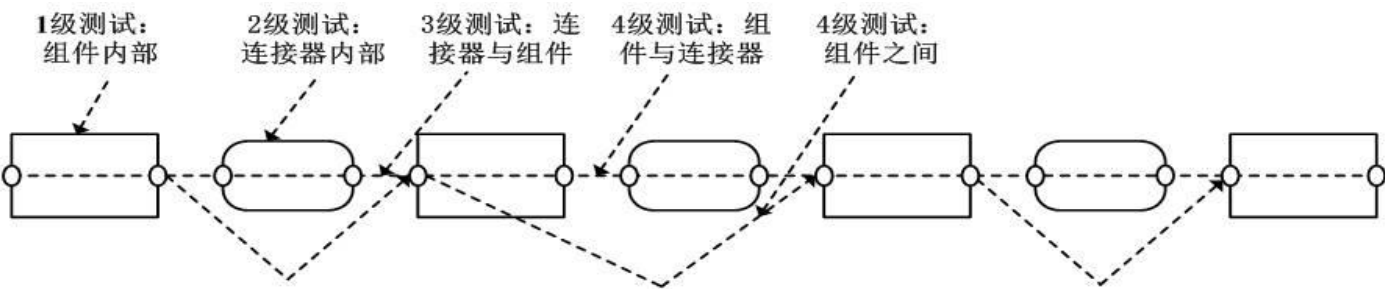 1级测试：
组件内部
2级测试：
连接器内部
3级测试：连
接器与组件
4级测试：组
件与连接器
4级测试：
组件之间